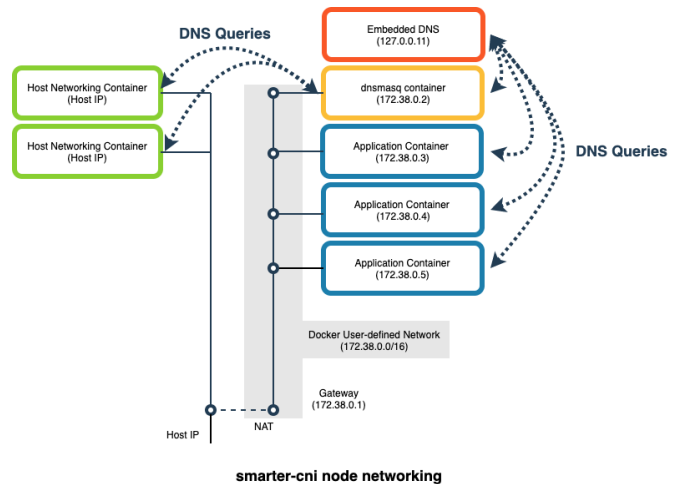 DNS Queries
Embedded DNS
(127.0.0.11)
Host Networking Container
(Host IP)
dnsmasq container
(172.38.0.2)
Host Networking Container
(Host IP)
Application Container
(172.38.0.3)
DNS Queries
Application Container
(172.38.0.4)
Application Container
(172.38.0.5)
Docker User-defined Network
(172.38.0.0/16)
Gateway
(172.38.0.1)
NAT
Host IP
smarter-cni node networking